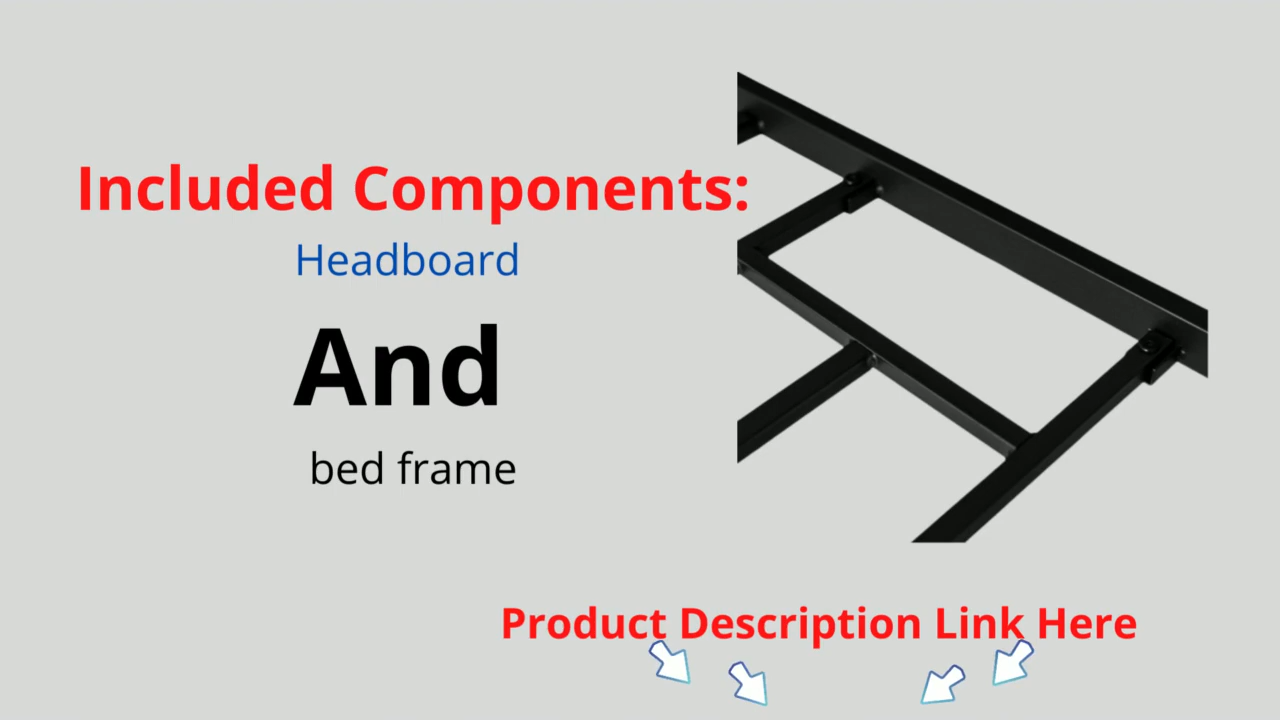 Included Components:
Headboard
And
bed frame
Product Description Link Here